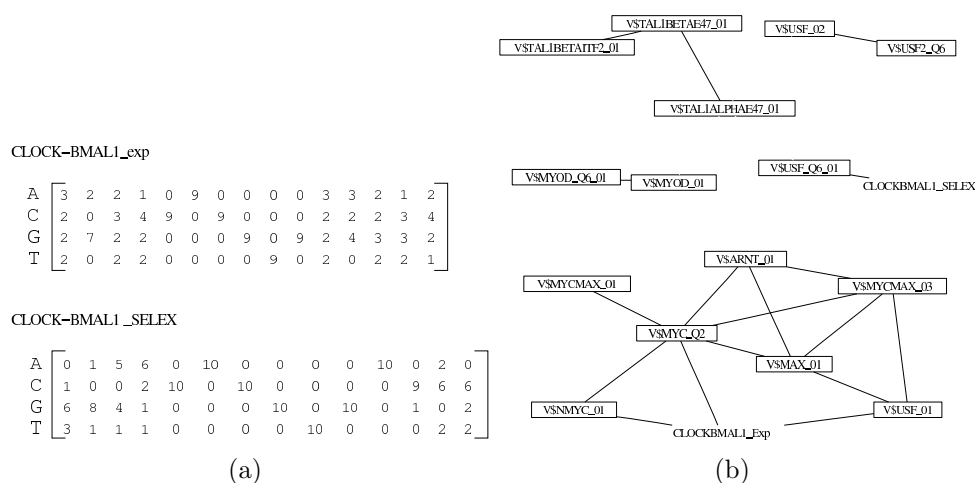 CLOCK-BMAL1_exp
A 3 2 2 1 0 9 0 0 0 0 3 3 2 1 2
C 2 0 3 4 9 0 9 0 0 0 2 2 2 3 4
G 2 7 2 2 0 0 0 9 0 9 2 4 3 3 2
T 2 0 2 2 0 0 0 0 9 0 2 0 2 2 1
CLOCK-BMAL1_SELEX
A 0 1 5 6 0 10 0 0 0 0 10 0 2 0
C 1 0 0 2 10 0 10 0 0 0 0 9 6 6
G 6 8 4 1 0 0 0 10 0 10 0 1 0 2
T 3 1 1 1 0 0 0 0 10 0 0 0 2 2
(a)
V$TAL1BETAE47_01
V$USF_02
V$TAL1BETAITF2_01
V$USF2_Q6
V$TAL1ALPHAE47_01
V$USF_Q6_01
V$MYOD_Q6_01
V$MYOD_01
CLOCKBMAL1_SELEX
V$ARNT_01
V$MYCMAX_01
V$MYCMAX_03
V$MYC_Q2
V$MAX_01
V$NMYC_01
V$USF_01
CLOCKBMAL1_Exp
(b)